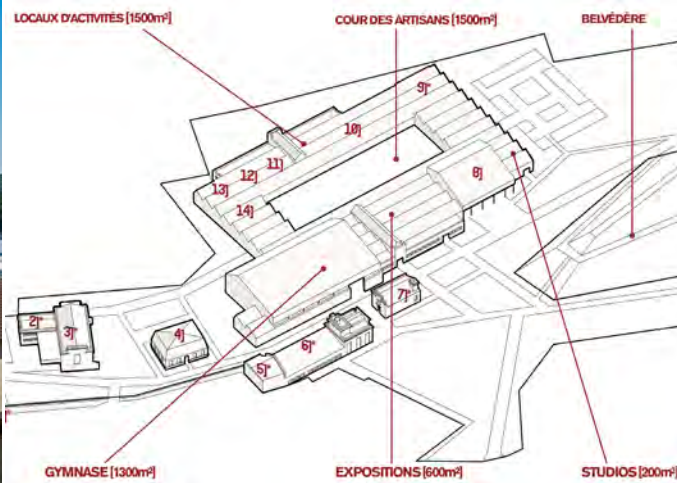 LOCAUX D'ACTIVITÉS [1500m²]
COUR DES ARTISANS [1500m²]
BELVÉDÈRE
9]*
10]
11]
12]
13]
14]
8]
7]*
6]*
5]*
4]
3]*
2]*
GYMNASE [1300m²]
EXPOSITIONS [600m²]
STUDIOS [200m²]